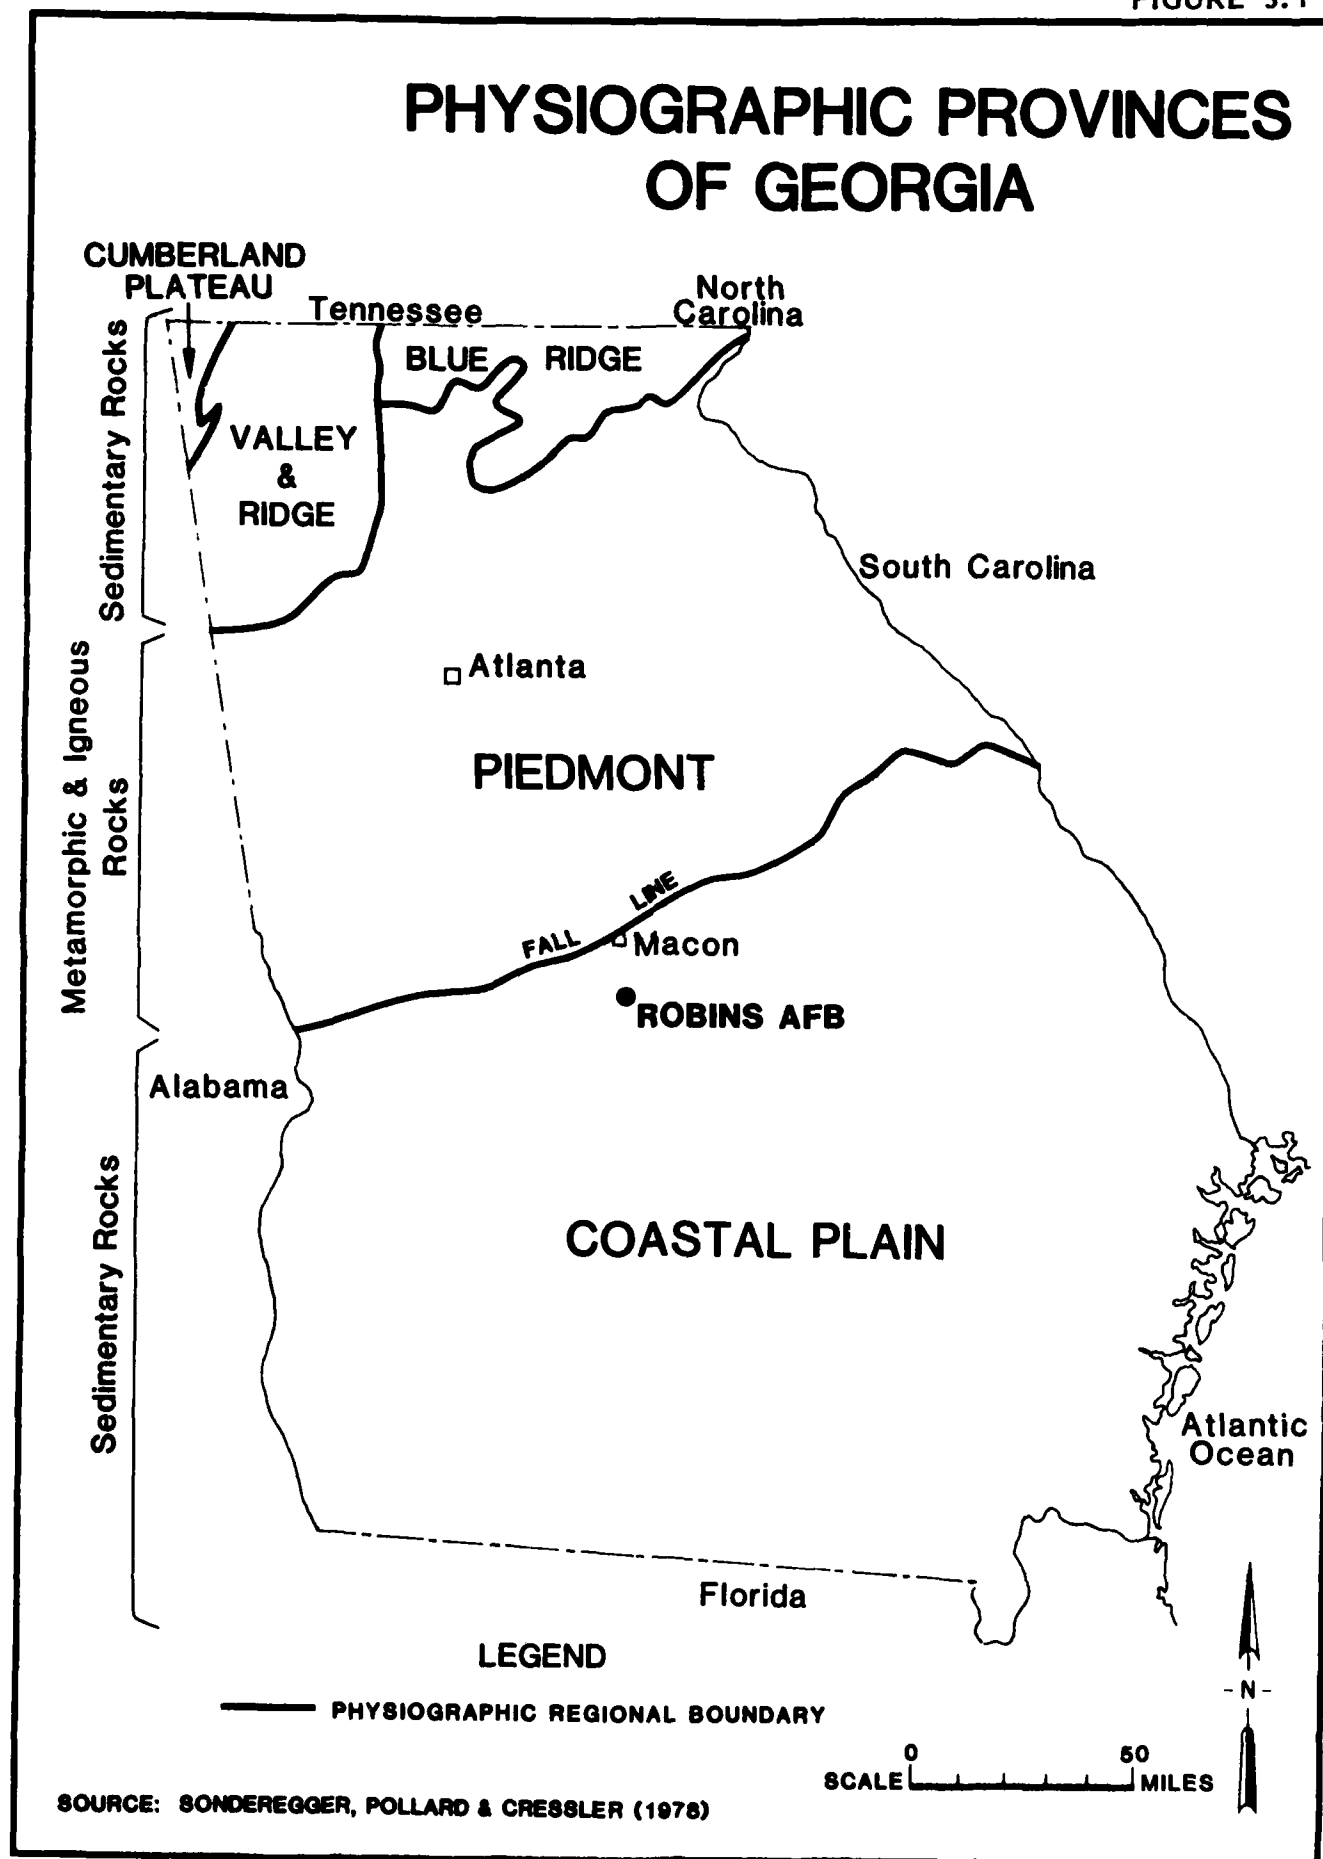 PHYSIOGRAPHIC PROVINCES
OF GEORGIA
CUMBERLAND
PLATEAU
Tennessee
North
Carolina
BLUE RIDGE
VALLEY
&
RIDGE
Sedimentary Rocks
South Carolina
Atlanta
Metamorphic & Igneous
Rocks
PIEDMONT
FALL LINE
Macon
ROBINS AFB
Alabama
COASTAL PLAIN
Sedimentary Rocks
Atlantic
Ocean
Florida
LEGEND
PHYSIOGRAPHIC REGIONAL BOUNDARY
- N -
0 50
SCALE MILES
SOURCE: SONDEREGGER, POLLARD & CRESSLER (1978)